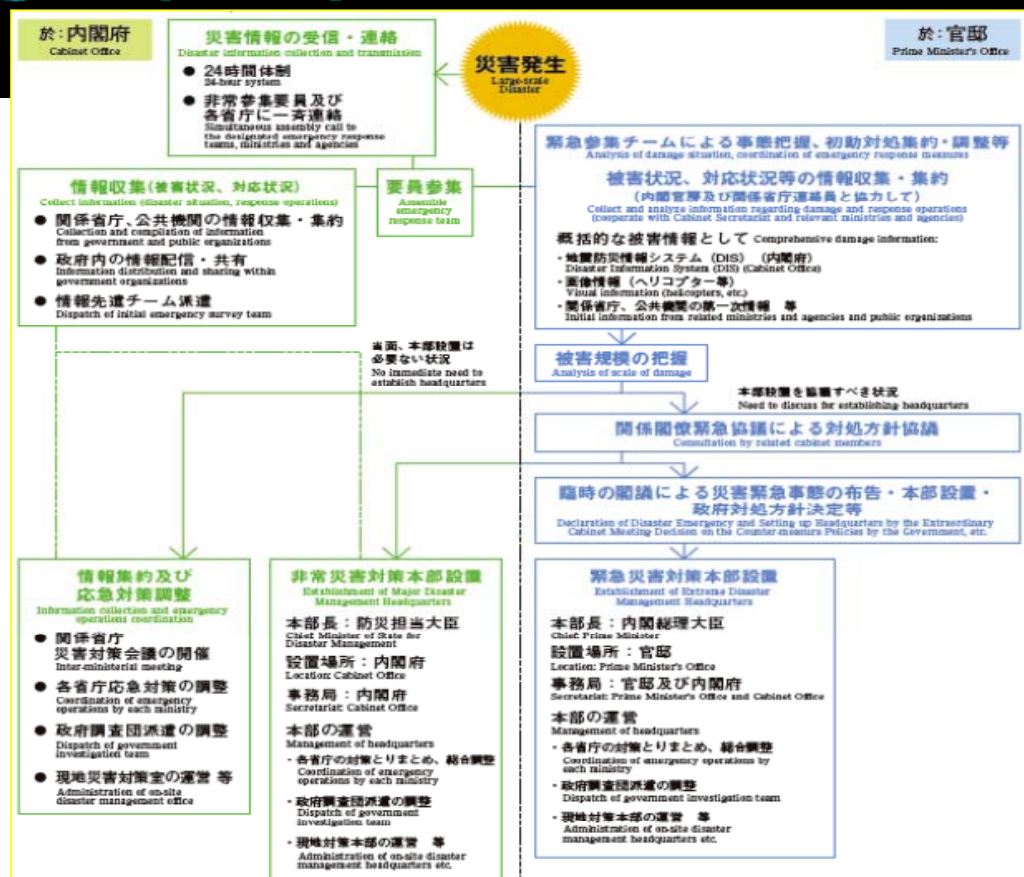 於：内閣府
Cabinet Office
災害情報の受信・連絡
Disaster information collection and transmission
● 24時間体制
24-hour system
● 非常参集要員及び
各省庁に一斉連絡
Simultaneous assembly call to
the designated emergency response
teams, ministries and agencies
災害発生
Large-scale
Disaster
於：官邸
Prime Minister's Office
情報収集(被害状況、対応状況)
Collect information (disaster situation, response operations)
● 関係省庁、公共機関の情報収集・集約
Collection and compilation of information
from government and public organizations
● 政府内の情報配信・共有
Information distribution and sharing within
government organizations
● 情報先遣チーム派遣
Dispatch of initial emergency survey team
要員参集
Assemble
emergency
response team
緊急参集チームによる事態把握、初動対処集約・調整等
Analysis of damage situation, coordination of emergency response measures
被害状況、対応状況等の情報収集・集約
(内閣官房及び関係省庁連絡員と協力して)
Collect and analyze information regarding damage and response operations
(cooperate with Cabinet Secretariat and relevant ministries and agencies)
概括的な被害情報として Comprehensive damage information:
・地震防災情報システム (DIS) (内閣府)
Disaster Information System (DIS) (Cabinet Office)
・画像情報 (ヘリコプター等)
Visual information (helicopters, etc.)
・関係省庁、公共機関の第一次情報 等
Initial information from related ministries and agencies and public organizations
当面、本部設置は
必要ない状況
No immediate need to
establish headquarters
被害規模の把握
Analysis of scale of damage
本部設置を協議すべき状況
Need to discuss for establishing headquarters
関係閣僚緊急協議による対処方針協議
Consultation by related cabinet members
臨時の閣議による災害緊急事態の布告・本部設置・
政府対処方針決定等
Declaration of Disaster Emergency and Setting up Headquarters by the Extraordinary
Cabinet Meeting Decision on the Counter-measure Policies by the Government, etc.
情報集約及び
応急対策調整
Information collection and emergency
operations coordination
● 関係省庁
災害対策会議の開催
Inter-ministerial meeting
● 各省庁応急対策の調整
Coordination of emergency
operations by each ministry
● 政府調査団派遣の調整
Dispatch of government
investigation team
● 現地災害対策室の運営 等
Administration of on-site
disaster management office
非常災害対策本部設置
Establishment of Major Disaster
Management Headquarters
本部長：防災担当大臣
Chief: Minister of State for
Disaster Management
設置場所：内閣府
Location: Cabinet Office
事務局：内閣府
Secretariat: Cabinet Office
本部の運営
Management of headquarters
・各省庁の対策とりまとめ、総合調整
Coordination of emergency
operations by each ministry
・政府調査団派遣の調整
Dispatch of government
investigation team
・現地対策本部の運営 等
Administration of on-site disaster
management headquarters etc.
緊急災害対策本部設置
Establishment of Extreme Disaster
Management Headquarters
本部長：内閣総理大臣
Chief: Prime Minister
設置場所：官邸
Location: Prime Minister's Office
事務局：官邸及び内閣府
Secretariat: Prime Minister's Office and Cabinet Office
本部の運営
Management of headquarters
・各省庁の対策とりまとめ、総合調整
Coordination of emergency operations by
each ministry
・政府調査団派遣の調整
Dispatch of government investigation team
・現地対策本部の運営 等
Administration of on-site disaster
management headquarters etc.